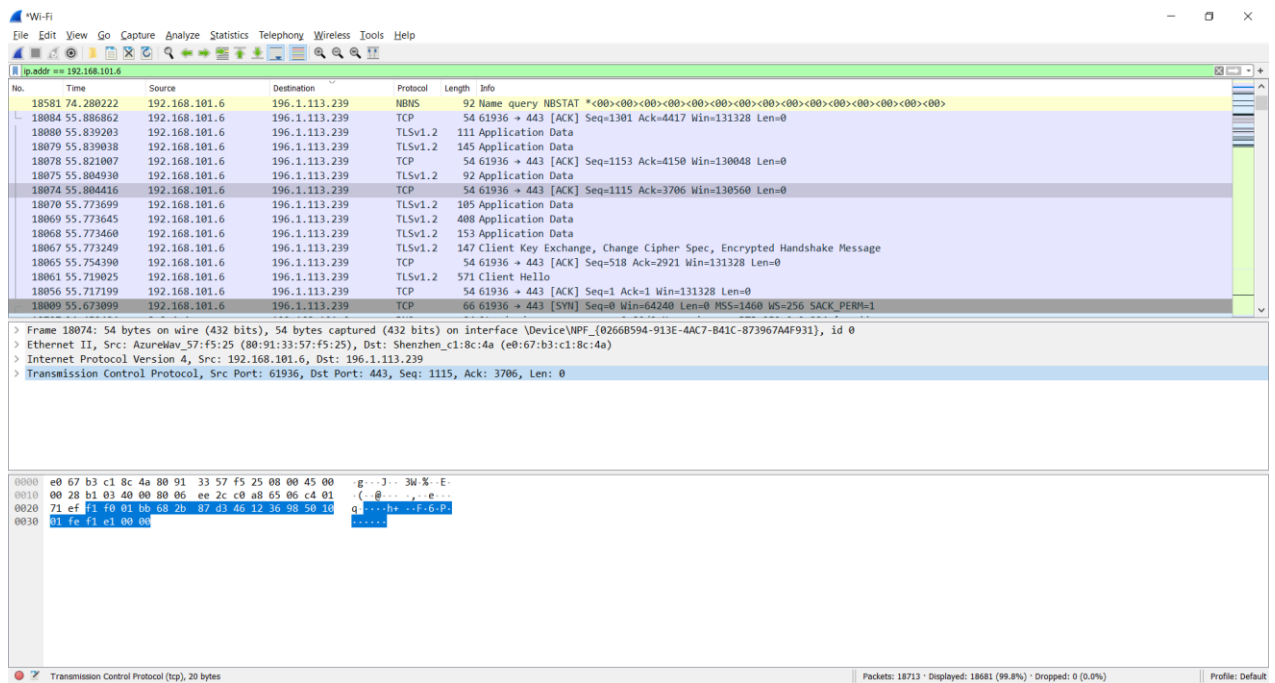 *Wi-Fi
File Edit View Go Capture Analyze Statistics Telephony Wireless Tools Help
ip.addr == 192.168.101.6
No. Time Source Destination Protocol Length Info
18581 74.280222 192.168.101.6 196.1.113.239 NBNS 92 Name query NBSTAT *<00><00><00><00><00><00><00><00><00><00><00><00><00><00><00>
18084 55.886862 192.168.101.6 196.1.113.239 TCP 54 61936 → 443 [ACK] Seq=1301 Ack=4417 Win=131328 Len=0
18080 55.839203 192.168.101.6 196.1.113.239 TLSv1.2 111 Application Data
18079 55.839038 192.168.101.6 196.1.113.239 TLSv1.2 145 Application Data
18078 55.821007 192.168.101.6 196.1.113.239 TCP 54 61936 → 443 [ACK] Seq=1153 Ack=4150 Win=130048 Len=0
18075 55.804930 192.168.101.6 196.1.113.239 TLSv1.2 92 Application Data
18074 55.804416 192.168.101.6 196.1.113.239 TCP 54 61936 → 443 [ACK] Seq=1115 Ack=3706 Win=130560 Len=0
18070 55.773699 192.168.101.6 196.1.113.239 TLSv1.2 105 Application Data
18069 55.773645 192.168.101.6 196.1.113.239 TLSv1.2 408 Application Data
18068 55.773460 192.168.101.6 196.1.113.239 TLSv1.2 153 Application Data
18067 55.773249 192.168.101.6 196.1.113.239 TLSv1.2 147 Client Key Exchange, Change Cipher Spec, Encrypted Handshake Message
18065 55.754390 192.168.101.6 196.1.113.239 TCP 54 61936 → 443 [ACK] Seq=518 Ack=2921 Win=131328 Len=0
18061 55.719025 192.168.101.6 196.1.113.239 TLSv1.2 571 Client Hello
18056 55.717199 192.168.101.6 196.1.113.239 TCP 54 61936 → 443 [ACK] Seq=1 Ack=1 Win=131328 Len=0
18009 55.673099 192.168.101.6 196.1.113.239 TCP 66 61936 → 443 [SYN] Seq=0 Win=64240 Len=0 MSS=1460 WS=256 SACK_PERM=1
> Frame 18074: 54 bytes on wire (432 bits), 54 bytes captured (432 bits) on interface \Device\NPF_{0266B594-913E-4AC7-B41C-873967A4F931}, id 0
> Ethernet II, Src: AzureWav_57:f5:25 (80:91:33:57:f5:25), Dst: Shenzhen_c1:8c:4a (e0:67:b3:c1:8c:4a)
> Internet Protocol Version 4, Src: 192.168.101.6, Dst: 196.1.113.239
> Transmission Control Protocol, Src Port: 61936, Dst Port: 443, Seq: 1115, Ack: 3706, Len: 0
0000 e0 67 b3 c1 8c 4a 80 91 33 57 f5 25 08 00 45 00 ·g···J·· 3W·%··E·
0010 00 28 b1 03 40 00 80 06 ee 2c c0 a8 65 06 c4 01 ·(··@··· ·,··e···
0020 71 ef f1 f0 01 bb 68 2b 87 d3 46 12 36 98 50 10 q·····h+ ··F·6·P·
0030 01 fe f1 e1 00 00 ······
Transmission Control Protocol (tcp), 20 bytes Packets: 18713 · Displayed: 18681 (99.8%) · Dropped: 0 (0.0%) Profile: Default